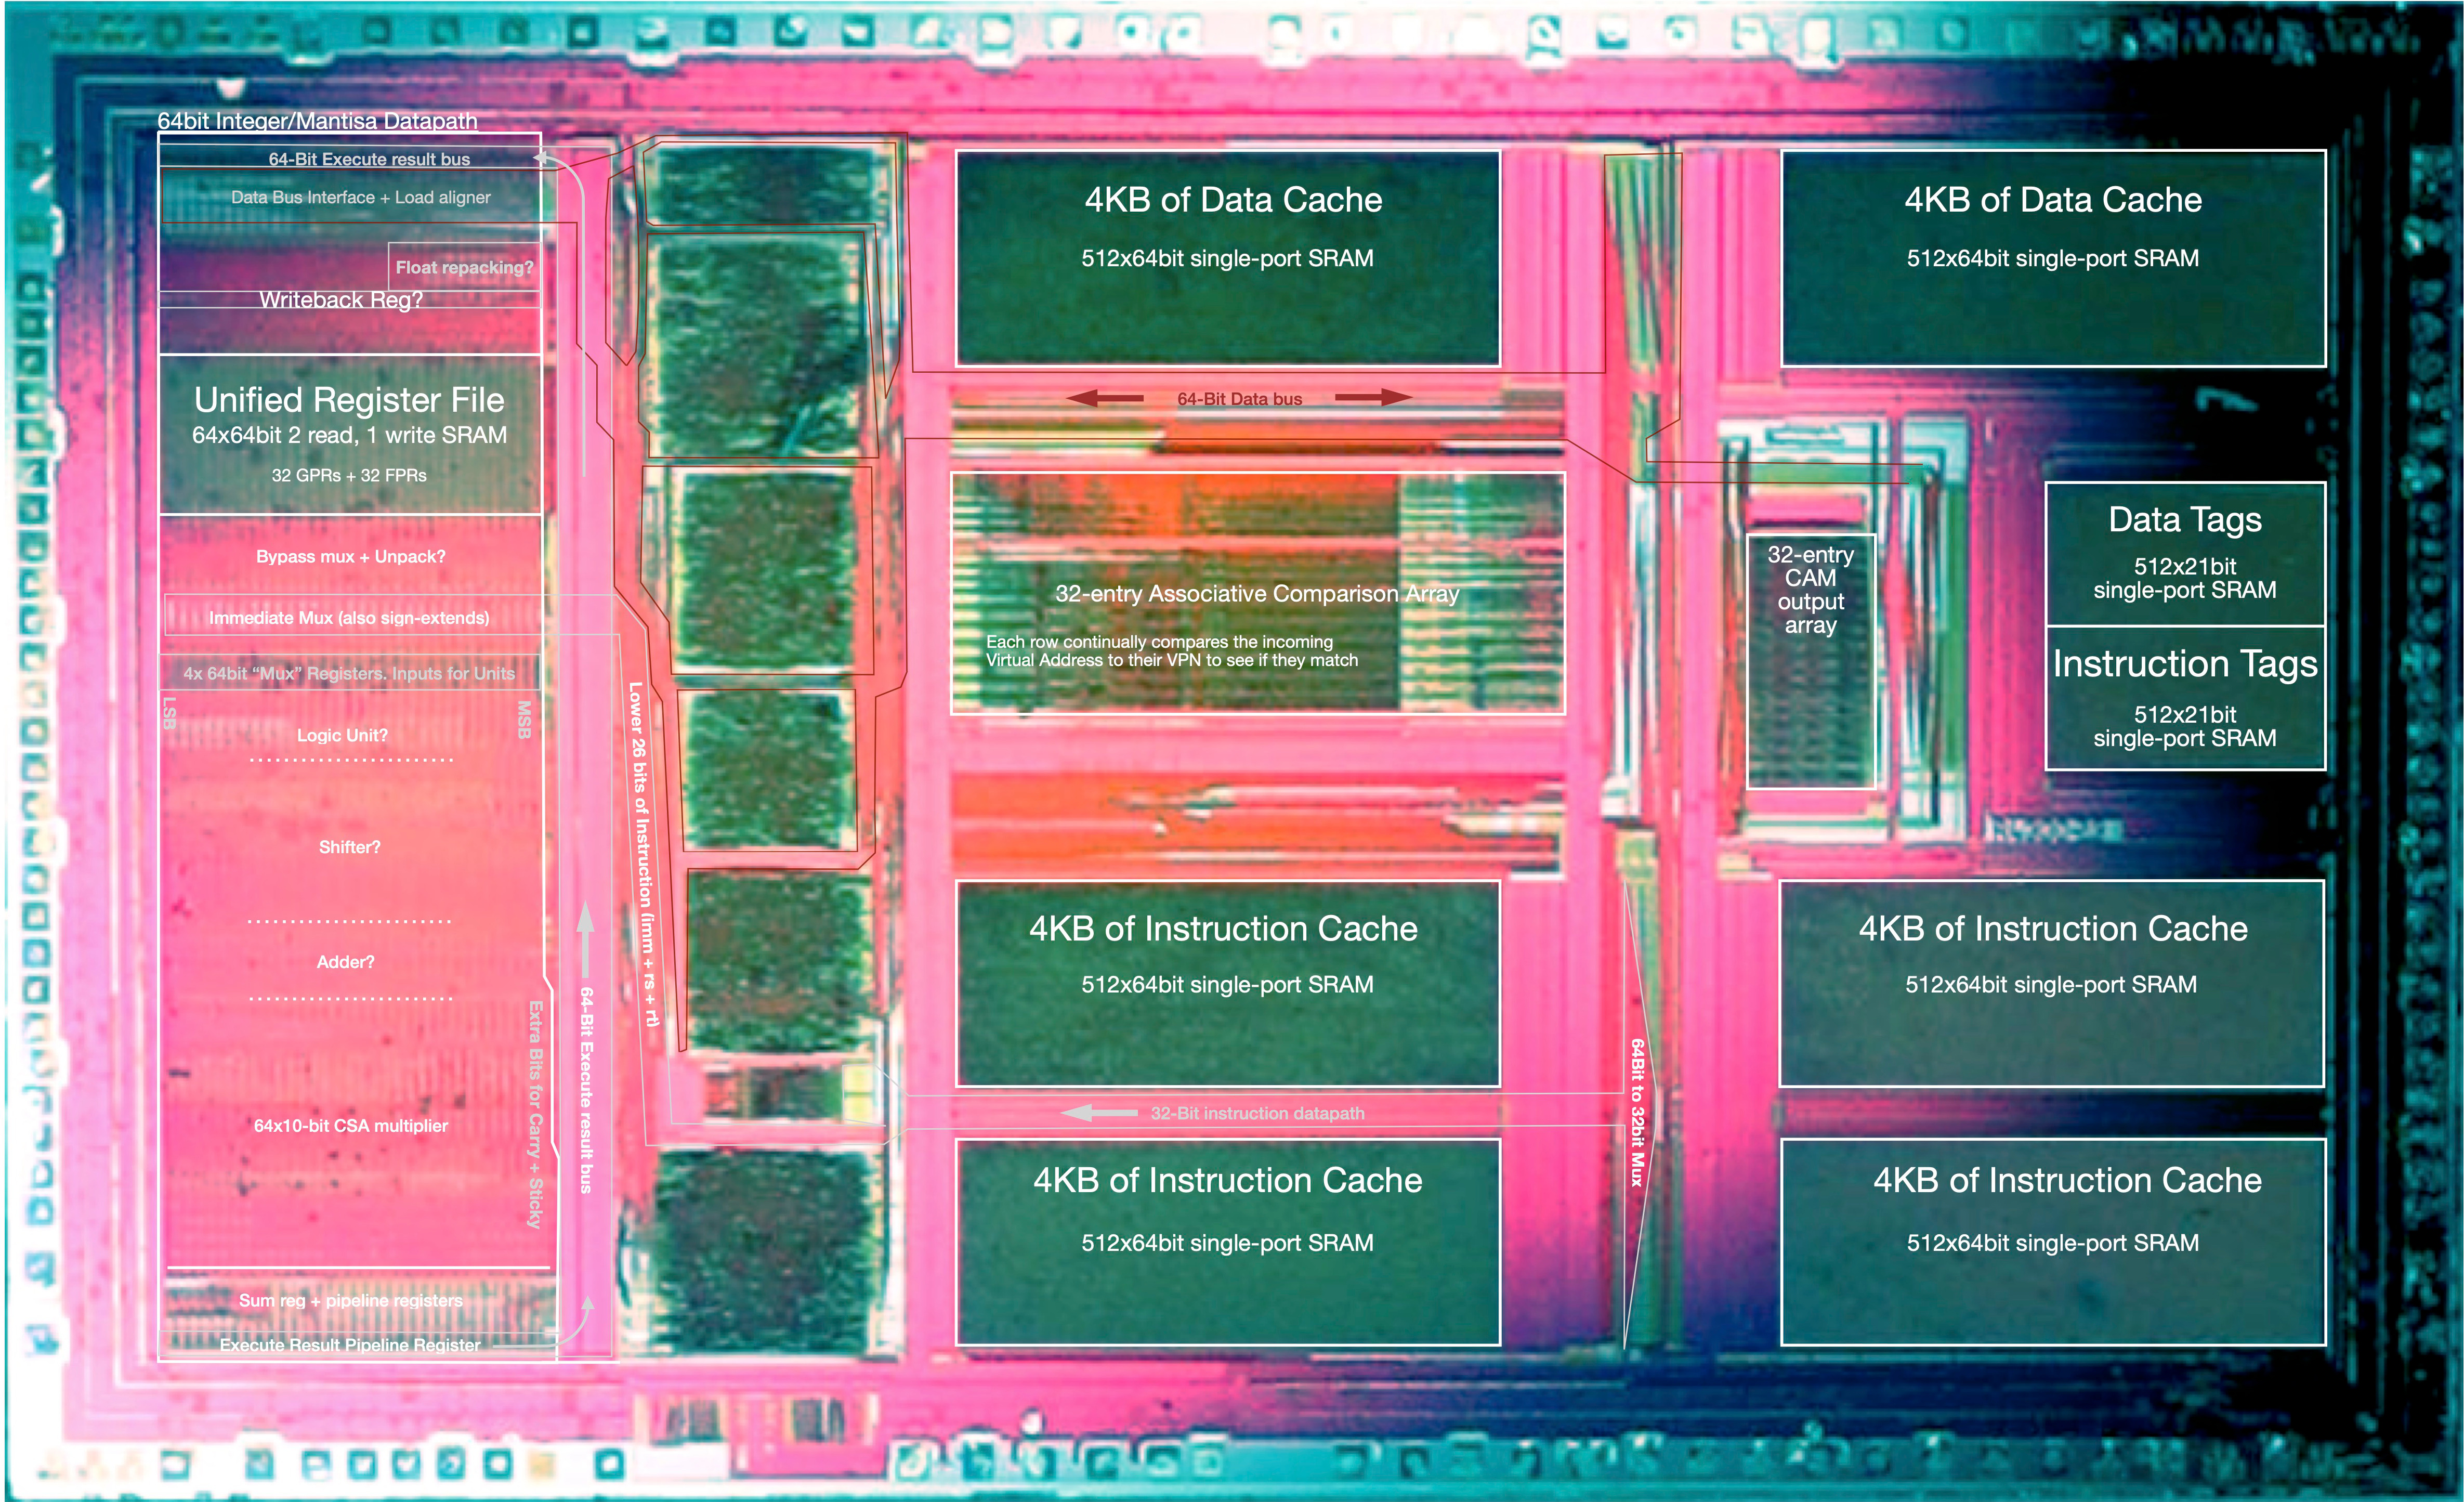 64bit Integer/Mantisa Datapath
64-Bit Execute result bus
Data Bus Interface + Load aligner
Float repacking?
Writeback Reg?
Unified Register File
64x64bit 2 read, 1 write SRAM
32 GPRs + 32 FPRs
Bypass mux + Unpack?
Immediate Mux (also sign-extends)
4x 64bit “Mux” Registers. Inputs for Units
LSB
MSB
Logic Unit?
Shifter?
Adder?
64x10-bit CSA multiplier
Extra Bits for Carry + Sticky
Sum reg + pipeline registers
Execute Result Pipeline Register
64-Bit Execute result bus
Lower 26 bits of Instruction (imm + rs + rt)
4KB of Data Cache
512x64bit single-port SRAM
4KB of Data Cache
512x64bit single-port SRAM
64-Bit Data bus
32-entry Associative Comparison Array
Each row continually compares the incoming
Virtual Address to their VPN to see if they match
32-entry
CAM
output
array
Data Tags
512x21bit
single-port SRAM
Instruction Tags
512x21bit
single-port SRAM
4KB of Instruction Cache
512x64bit single-port SRAM
4KB of Instruction Cache
512x64bit single-port SRAM
32-Bit instruction datapath
64Bit to 32bit Mux
4KB of Instruction Cache
512x64bit single-port SRAM
4KB of Instruction Cache
512x64bit single-port SRAM